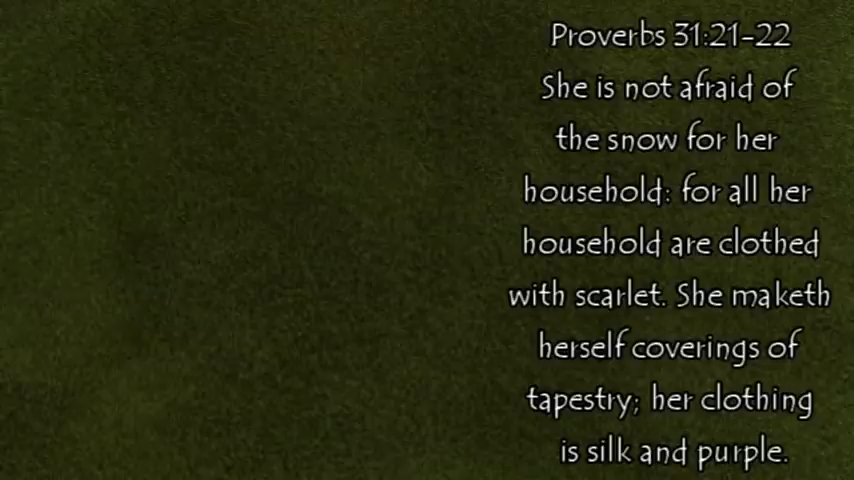 Proverbs 31:21-22
She is not afraid of
the snow for her
household: for all her
household are clothed
with scarlet. She maketh
herself coverings of
tapestry; her clothing
is silk and purple.